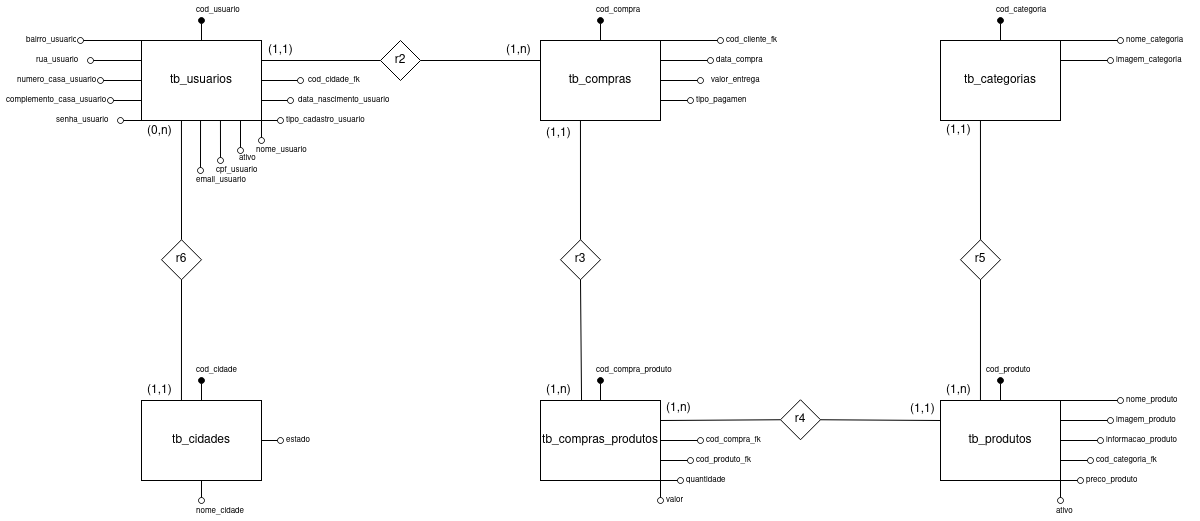 cod_usuario
cod_compra
cod_categoria
bairro_usuaric
(1,1)
(1,n)
r2
cod_cliente_fk
nome_categoria
rua_usuario
data_compra
imagem_categoria
numero_casa_usuario
tb_usuarios
cod_cidade_fk
tb_compras
valor_entrega
tb_categorias
complemento_casa_usuario
data_nascimento_usuario
tipo_pagamen
senha_usuario
tipo_cadastro_usuario
(0,n)
(1,1)
(1,1)
nome_usuario
ativo
cpf_usuario
email_usuario
r6
r3
r5
cod_cidade
cod_compra_produto
cod_produto
(1,1)
(1,n)
(1,n)
nome_produto
(1,n)
(1,1)
r4
imagem_produto
tb_cidades
estado
tb_compras_produtos
cod_compra_fk
tb_produtos
informacao_produto
cod_produto_fk
cod_categoria_fk
quantidade
preco_produto
valor
nome_cidade
ativo